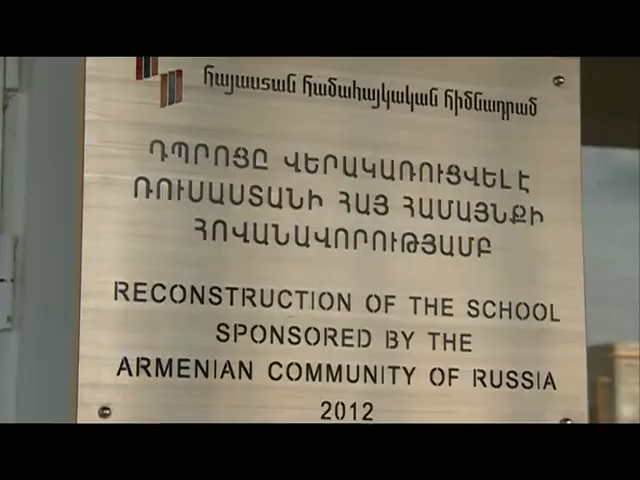 հայաստան համահայկական հիմնադրամ
ԴՊՐՈՑԸ ՎԵՐԱԿԱՌՈՒՑՎԵԼ Է
ՌՈՒՍԱՍՏԱՆԻ ՀԱՅ ՀԱՄԱՅՆՔԻ
ՀՈՎԱՆԱՎՈՐՈՒԹՅԱՄԲ
RECONSTRUCTION OF THE SCHOOL
SPONSORED BY THE
ARMENIAN COMMUNITY OF RUSSIA
2012